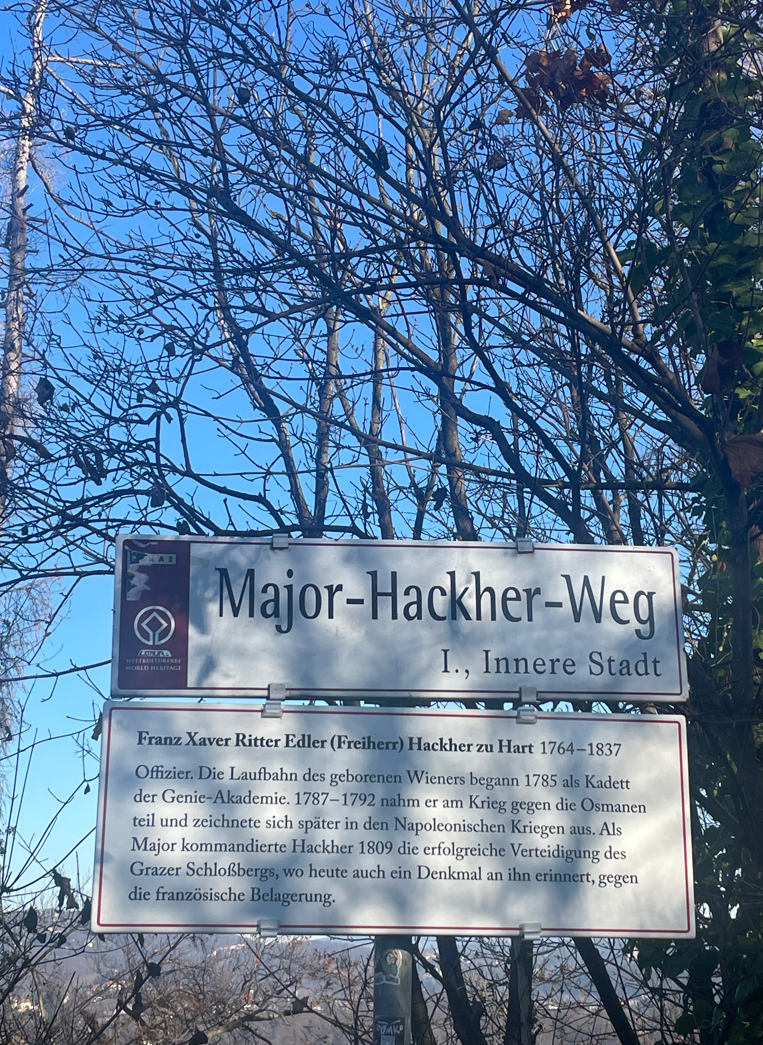 Major-Hackher-Weg
I., Innere Stadt
WELTKULTURERBE
WORLD HERITAGE
Franz Xaver Ritter Edler (Freiherr) Hackher zu Hart 1764–1837
Offizier. Die Laufbahn des geborenen Wieners begann 1785 als Kadett
der Genie-Akademie. 1787–1792 nahm er am Krieg gegen die Osmanen
teil und zeichnete sich später in den Napoleonischen Kriegen aus. Als
Major kommandierte Hackher 1809 die erfolgreiche Verteidigung des
Grazer Schloßbergs, wo heute auch ein Denkmal an ihn erinnert, gegen
die französische Belagerung.